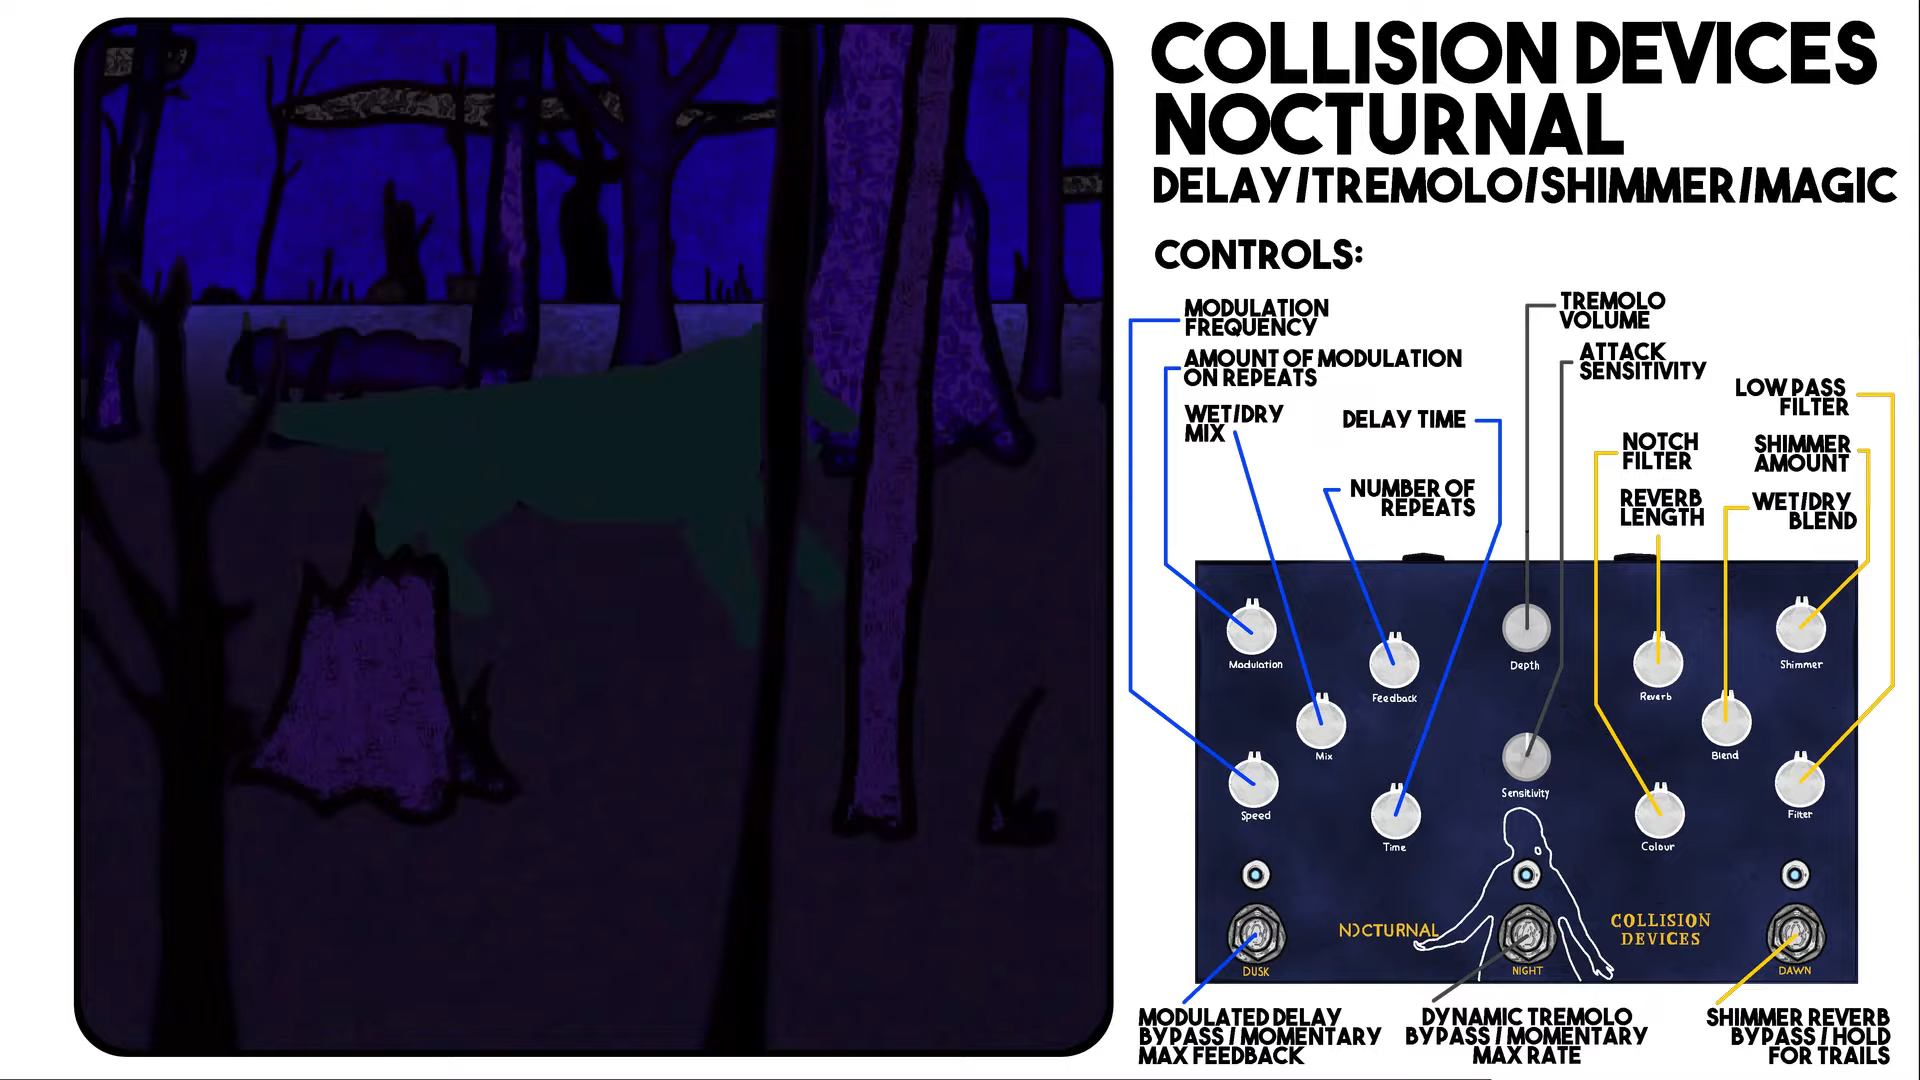 COLLISION DEVICES
NOCTURNAL
DELAY/TREMOLO/SHIMMER/MAGIC
CONTROLS:
MODULATION
FREQUENCY
AMOUNT OF MODULATION
ON REPEATS
WET/DRY
MIX
DELAY TIME
NUMBER OF
REPEATS
TREMOLO
VOLUME
ATTACK
SENSITIVITY
LOW PASS
FILTER
NOTCH
FILTER
SHIMMER
AMOUNT
REVERB
LENGTH
WET/DRY
BLEND
Modulation
Feedback
Depth
Reverb
Shimmer
Mix
Blend
Speed
Time
Sensitivity
Colour
Filter
NOCTURNAL
COLLISION
DEVICES
DUSK
NIGHT
DAWN
MODULATED DELAY
BYPASS / MOMENTARY
MAX FEEDBACK
DYNAMIC TREMOLO
BYPASS / MOMENTARY
MAX RATE
SHIMMER REVERB
BYPASS / HOLD
FOR TRAILS